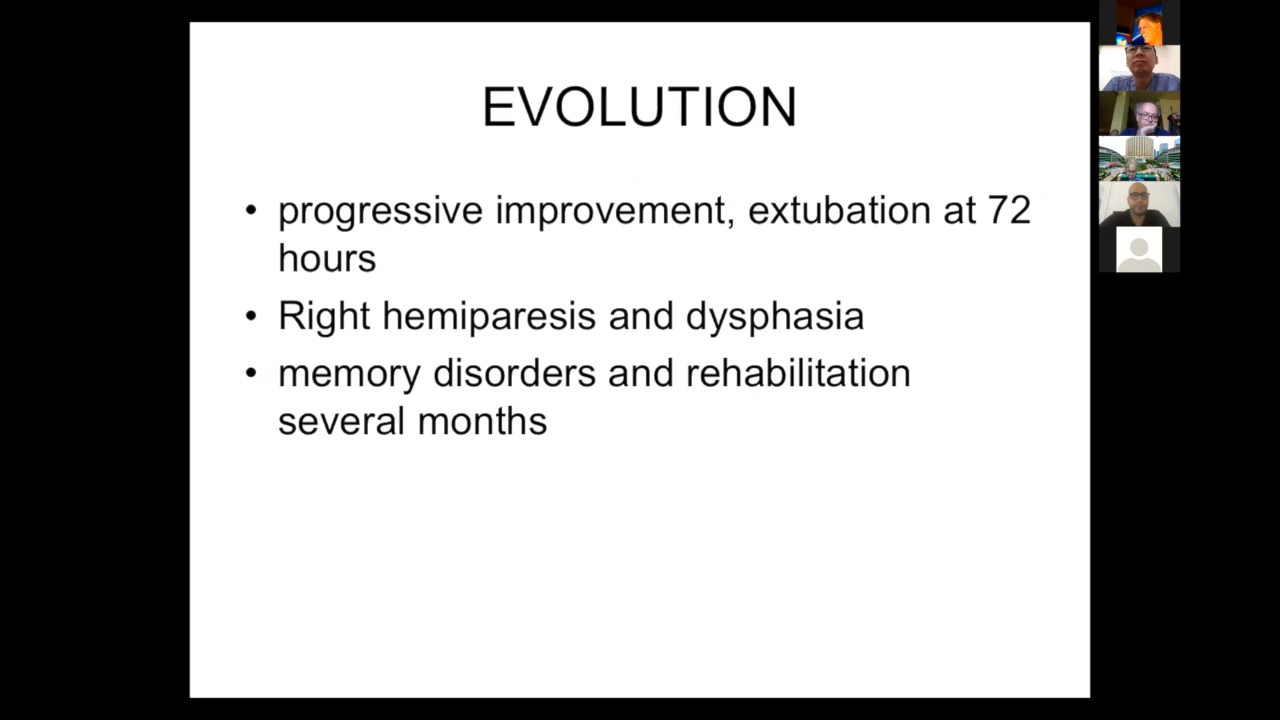 EVOLUTION
• progressive improvement, extubation at 72
hours
• Right hemiparesis and dysphasia
• memory disorders and rehabilitation
several months